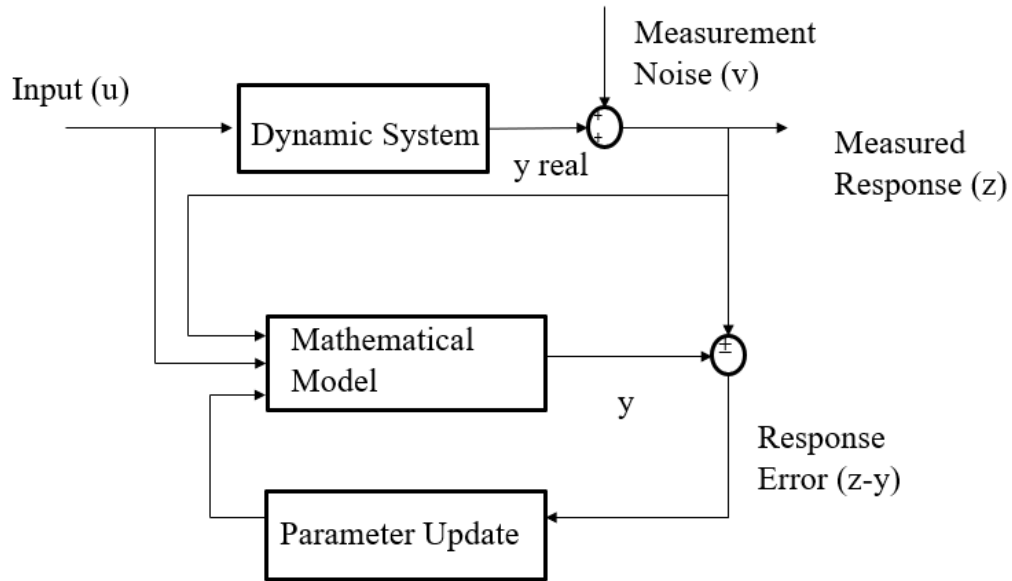 Measurement
Noise (v)
Input (u)
Dynamic System
+
+
y real
Measured
Response (z)
Mathematical
Model
±
y
Response
Error (z-y)
Parameter Update